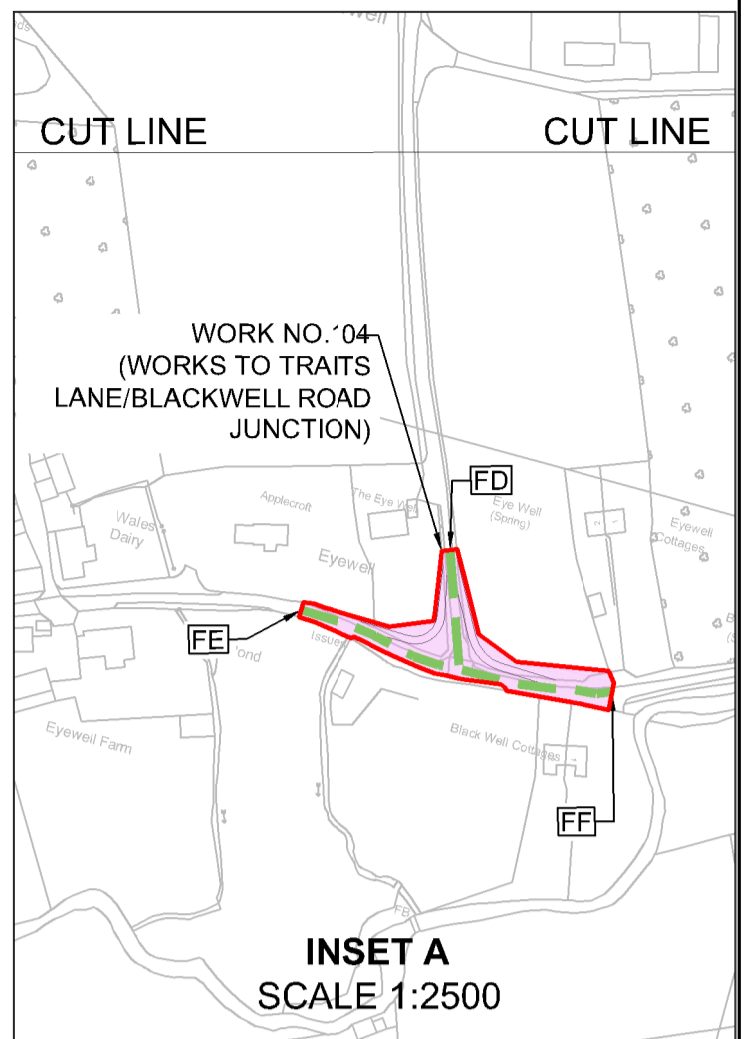 CUT LINE
CUT LINE
WORK NO.
(WORKS TO TRAITS
LANE/BLACKWELL ROAD
JUNCTION)
FD
Applecroft
The Eye Well
Eye Well
(Spring)
2
1
Eyewell
Cottages
Wales
Dairy
Eyewell
FE
Issues
Eyewell Farm
Black Well Cottages
FF
FB
INSET A
SCALE 1:2500